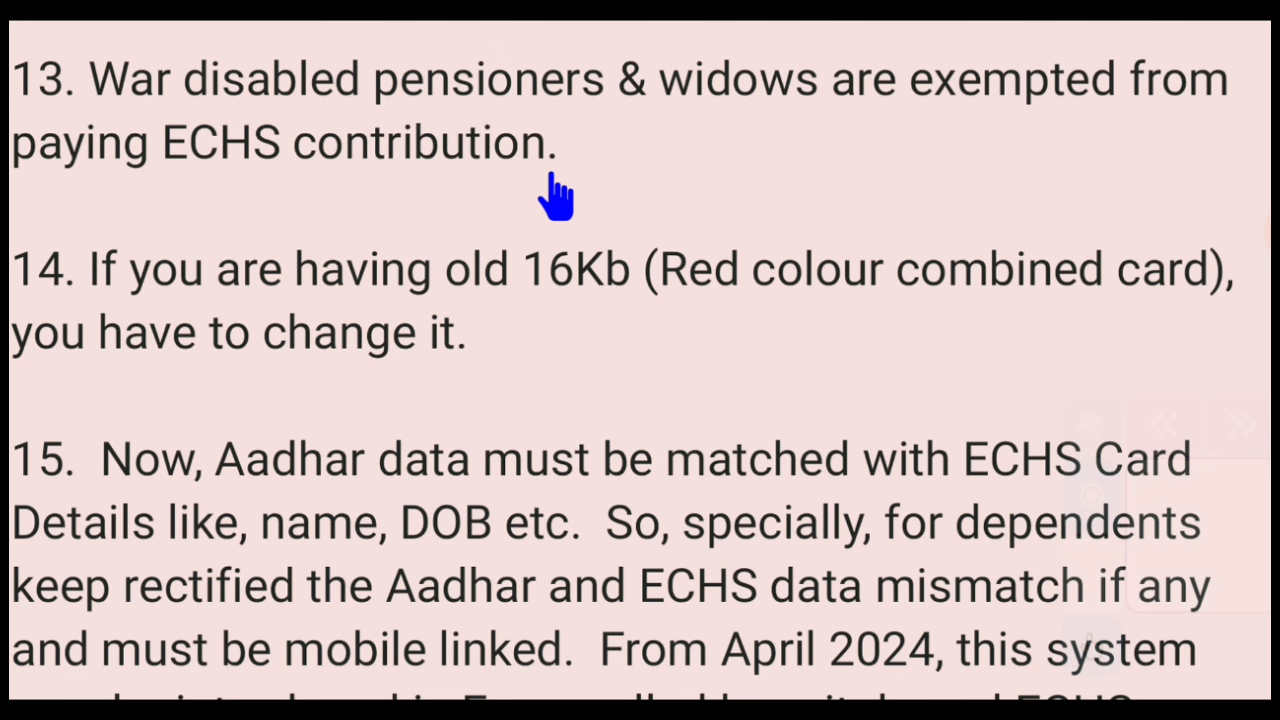 13. War disabled pensioners & widows are exempted from
paying ECHS contribution.
14. If you are having old 16Kb (Red colour combined card),
you have to change it.
15.  Now, Aadhar data must be matched with ECHS Card
Details like, name, DOB etc.  So, specially, for dependents
keep rectified the Aadhar and ECHS data mismatch if any
and must be mobile linked.  From April 2024, this system